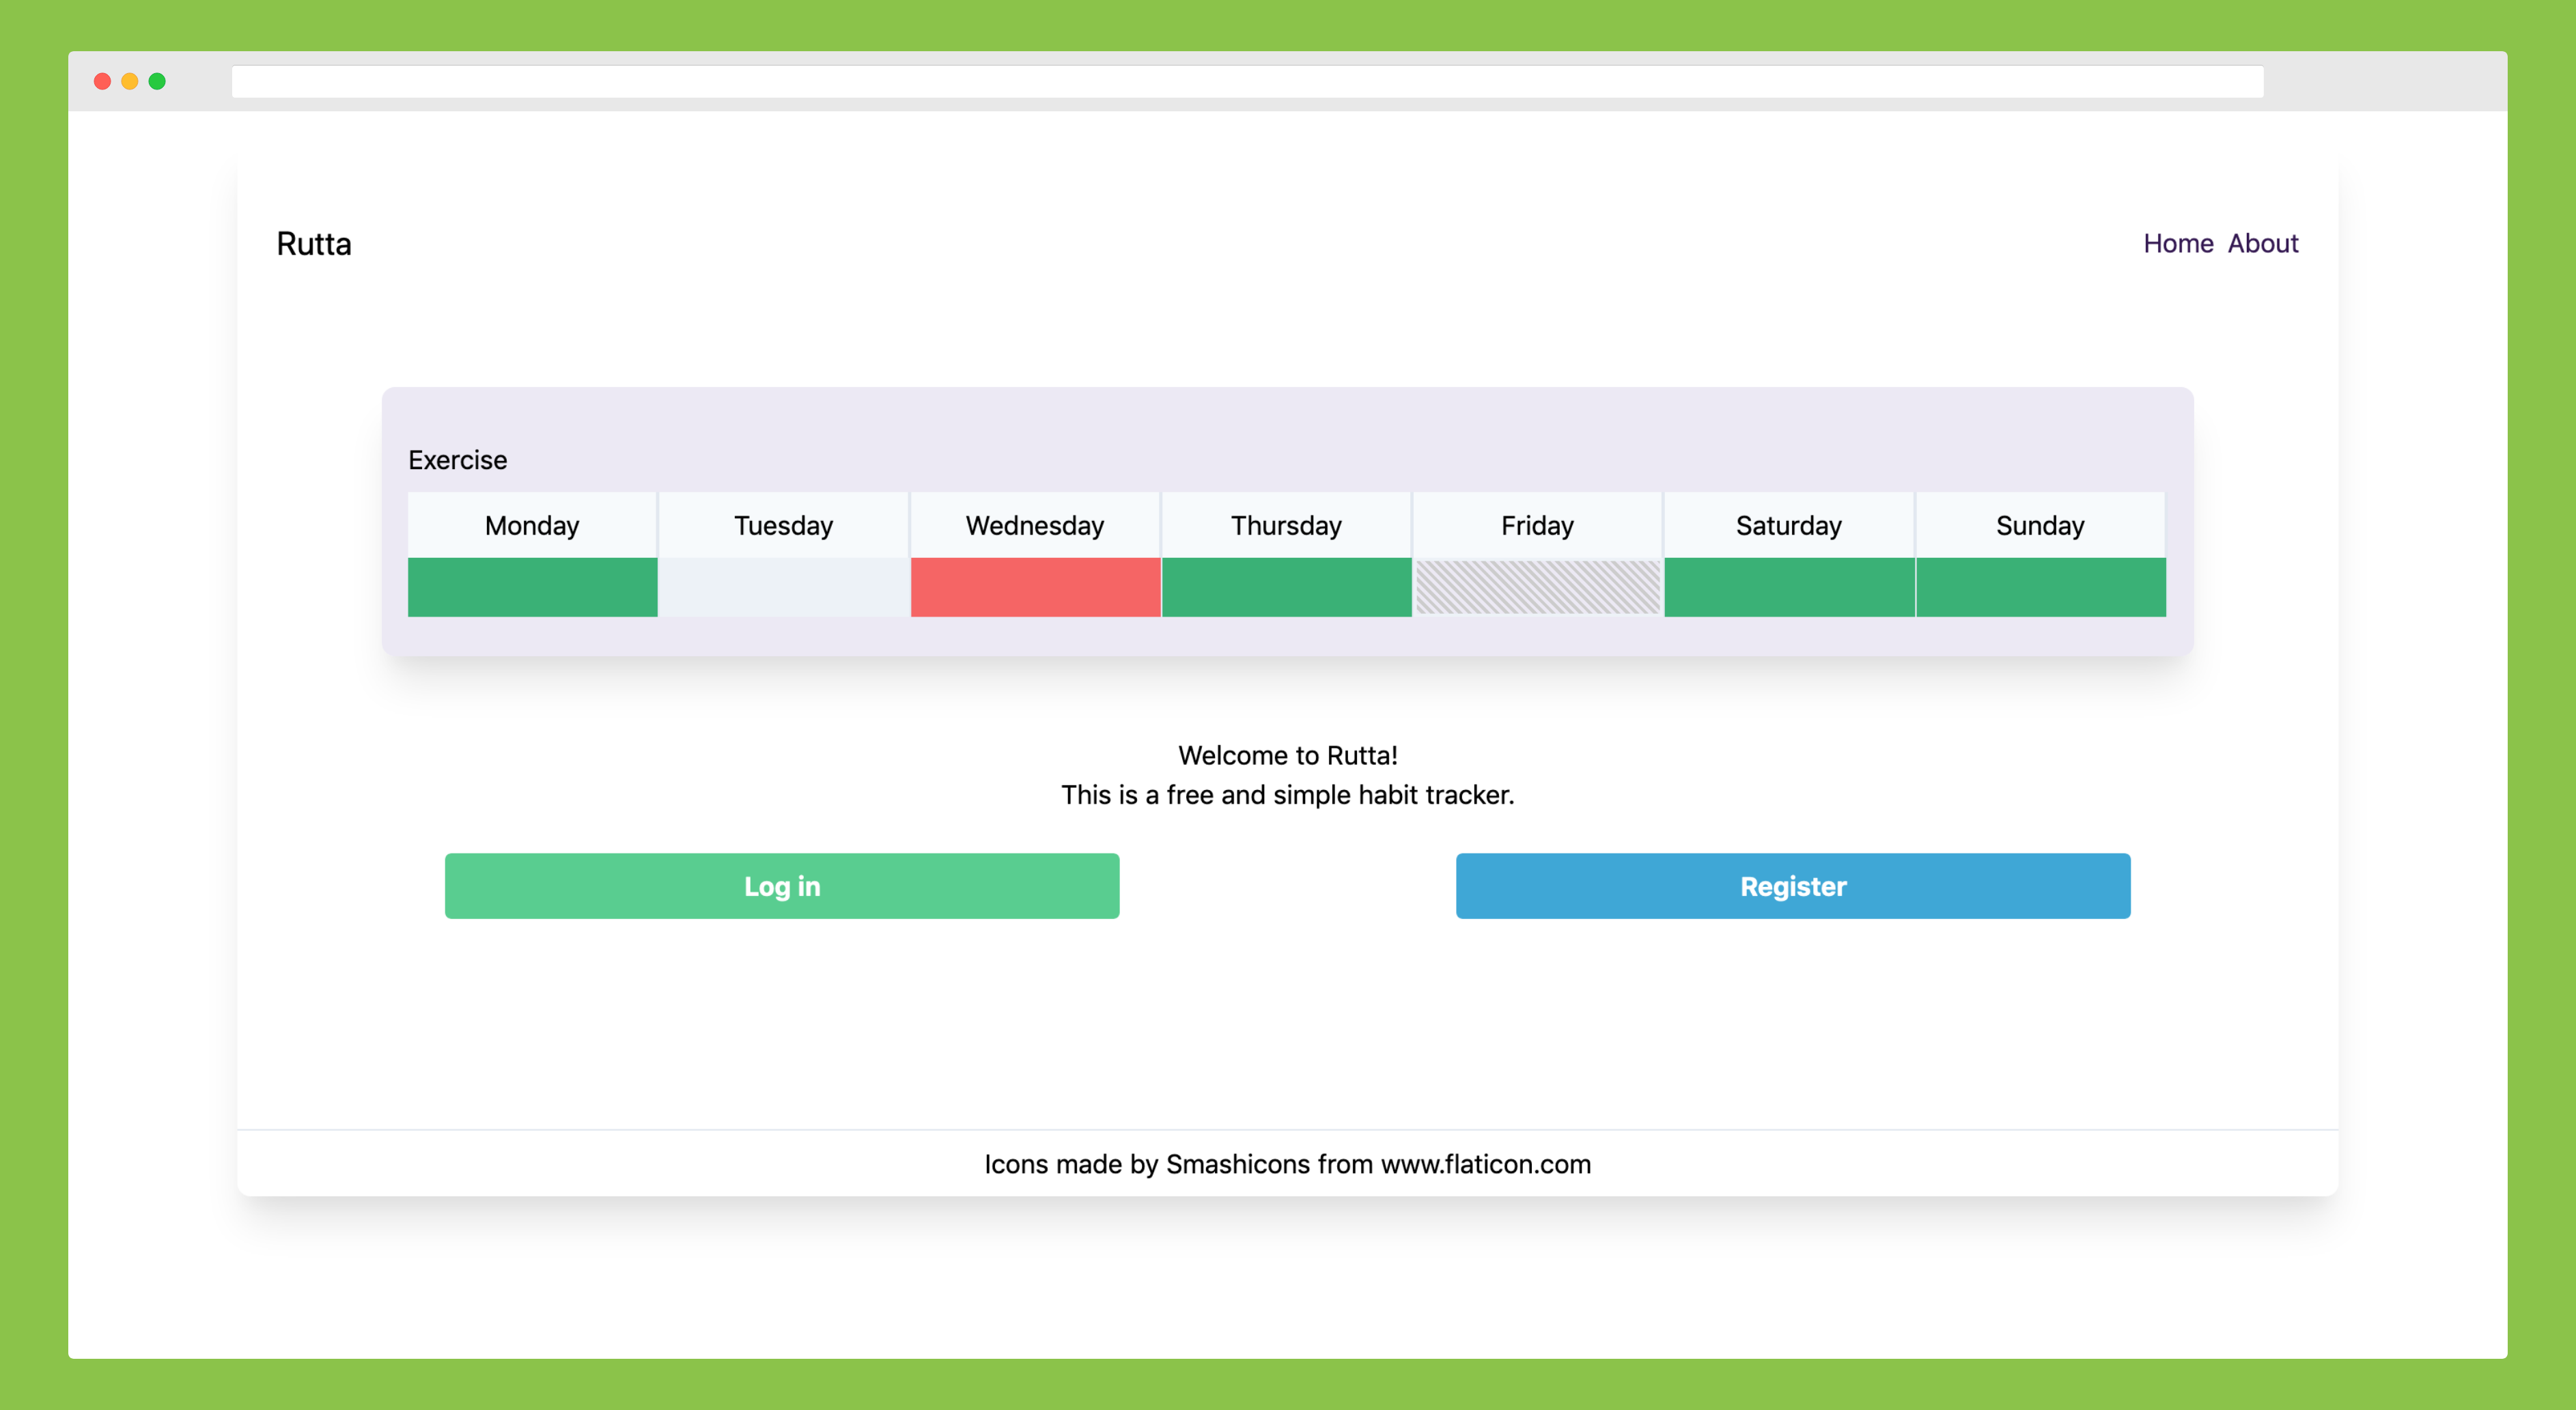 Rutta
Home About
Exercise
Monday Tuesday Wednesday Thursday Friday Saturday Sunday
Welcome to Rutta!
This is a free and simple habit tracker.
Log in Register
Icons made by Smashicons from www.flaticon.com